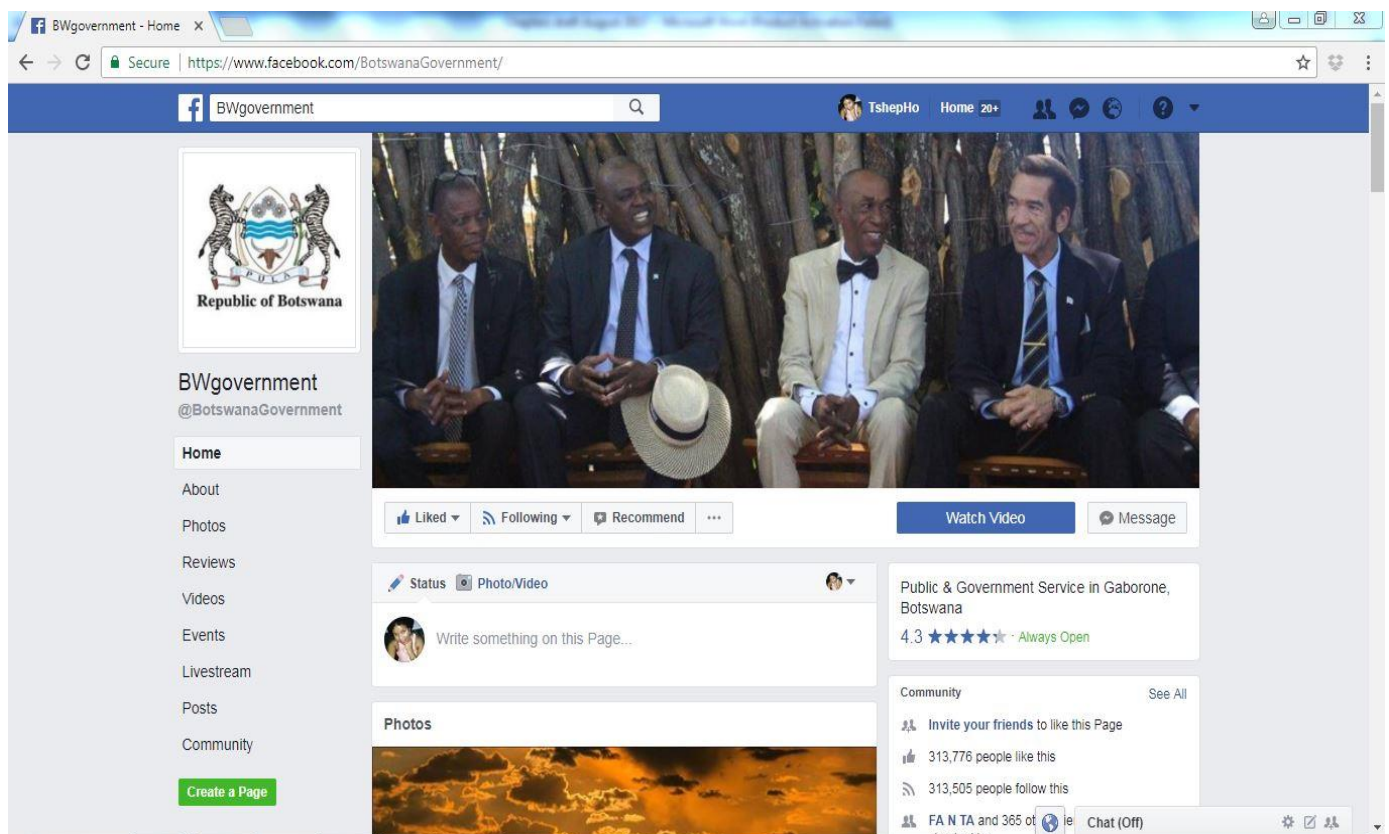 BWgovernment - Home
Secure
https://www.facebook.com/BotswanaGovernment/
BWgovernment
TshepHo
Home 20+
PULA
Republic of Botswana
BWgovernment
@BotswanaGovernment
Home
About
Photos
Reviews
Videos
Events
Livestream
Posts
Community
Create a Page
Liked
Following
Recommend
Watch Video
Message
Status
Photo/Video
Write something on this Page...
Photos
Public & Government Service in Gaborone,
Botswana
4.3 · Always Open
Community
See All
Invite your friends to like this Page
313,776 people like this
313,505 people follow this
FA N TA and 365 ot
Chat (Off)